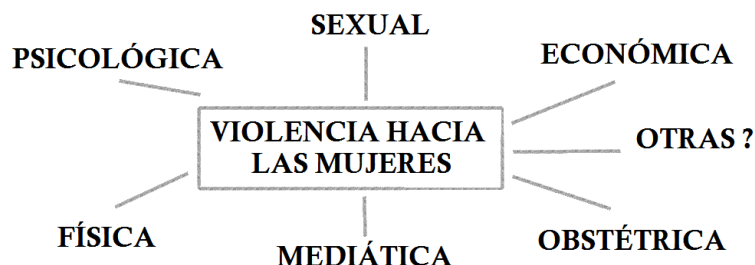 SEXUAL
PSICOLÓGICA
ECONÓMICA
VIOLENCIA HACIA
LAS MUJERES
OTRAS ?
FÍSICA
MEDIÁTICA
OBSTÉTRICA